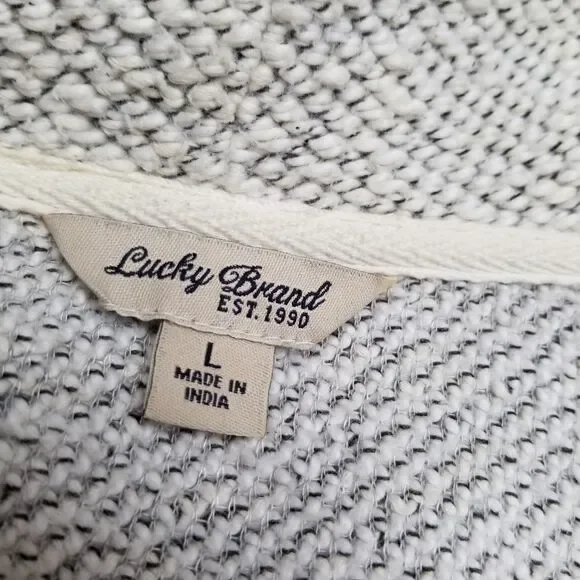 Lucky Brand
EST. 1990
L
MADE IN
INDIA